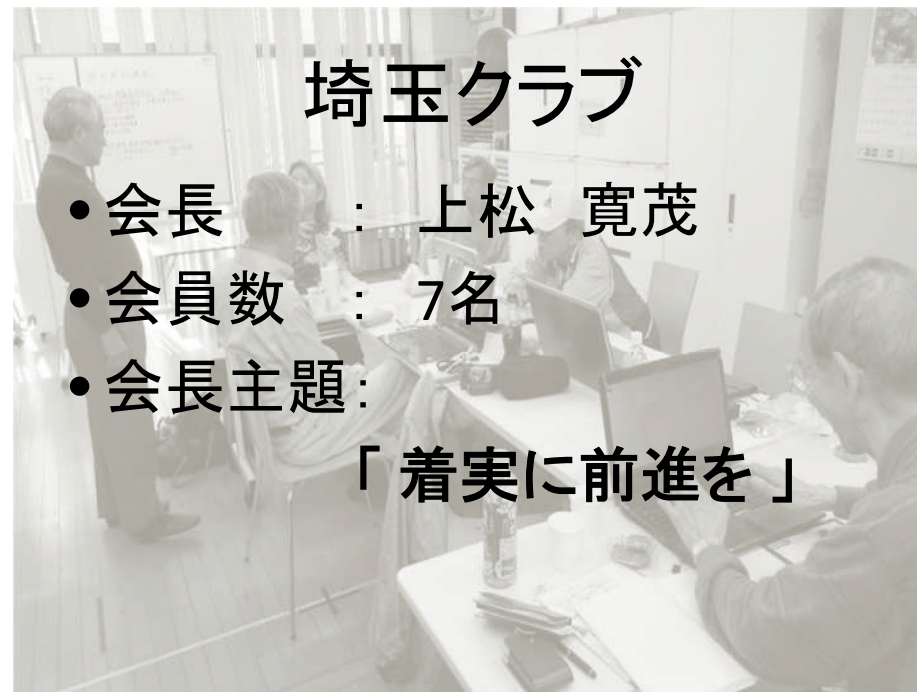 埼玉クラブ
• 会長　　：　上松　寛茂
• 会員数　：　7名
• 会長主題：
「 着実に前進を 」